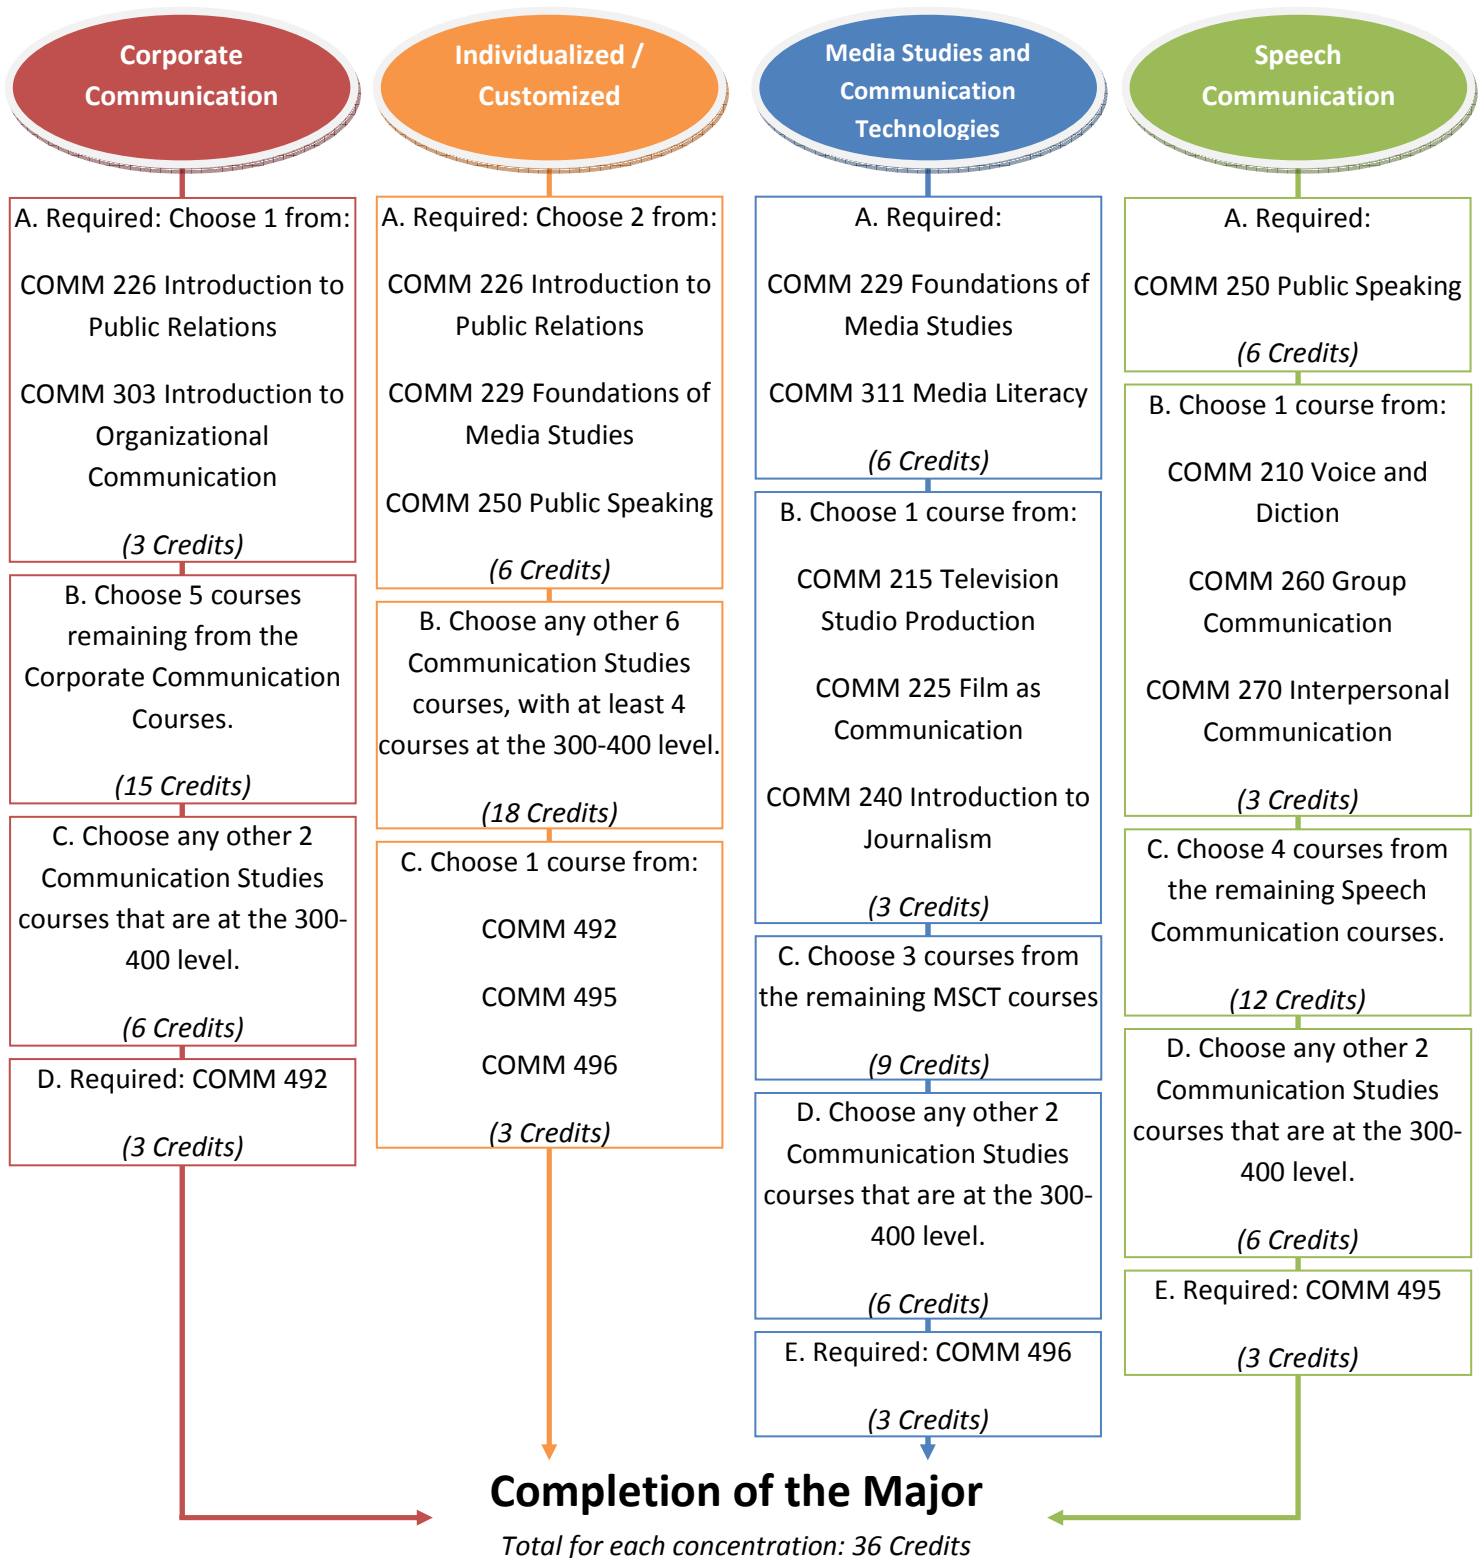 Corporate
Communication
A. Required: Choose 1 from:
COMM 226 Introduction to
Public Relations
COMM 303 Introduction to
Organizational
Communication
(3 Credits)
B. Choose 5 courses
remaining from the
Corporate Communication
Courses.
(15 Credits)
C. Choose any other 2
Communication Studies
courses that are at the 300-
400 level.
(6 Credits)
D. Required: COMM 492
(3 Credits)
Individualized /
Customized
A. Required: Choose 2 from:
COMM 226 Introduction to
Public Relations
COMM 229 Foundations of
Media Studies
COMM 250 Public Speaking
(6 Credits)
B. Choose any other 6
Communication Studies
courses, with at least 4
courses at the 300-400 level.
(18 Credits)
C. Choose 1 course from:
COMM 492
COMM 495
COMM 496
(3 Credits)
Media Studies and
Communication
Technologies
A. Required:
COMM 229 Foundations of
Media Studies
COMM 311 Media Literacy
(6 Credits)
B. Choose 1 course from:
COMM 215 Television
Studio Production
COMM 225 Film as
Communication
COMM 240 Introduction to
Journalism
(3 Credits)
C. Choose 3 courses from
the remaining MSCT courses
(9 Credits)
D. Choose any other 2
Communication Studies
courses that are at the 300-
400 level.
(6 Credits)
E. Required: COMM 496
(3 Credits)
Speech
Communication
A. Required:
COMM 250 Public Speaking
(6 Credits)
B. Choose 1 course from:
COMM 210 Voice and
Diction
COMM 260 Group
Communication
COMM 270 Interpersonal
Communication
(3 Credits)
C. Choose 4 courses from
the remaining Speech
Communication courses.
(12 Credits)
D. Choose any other 2
Communication Studies
courses that are at the 300-
400 level.
(6 Credits)
E. Required: COMM 495
(3 Credits)
Completion of the Major
Total for each concentration: 36 Credits